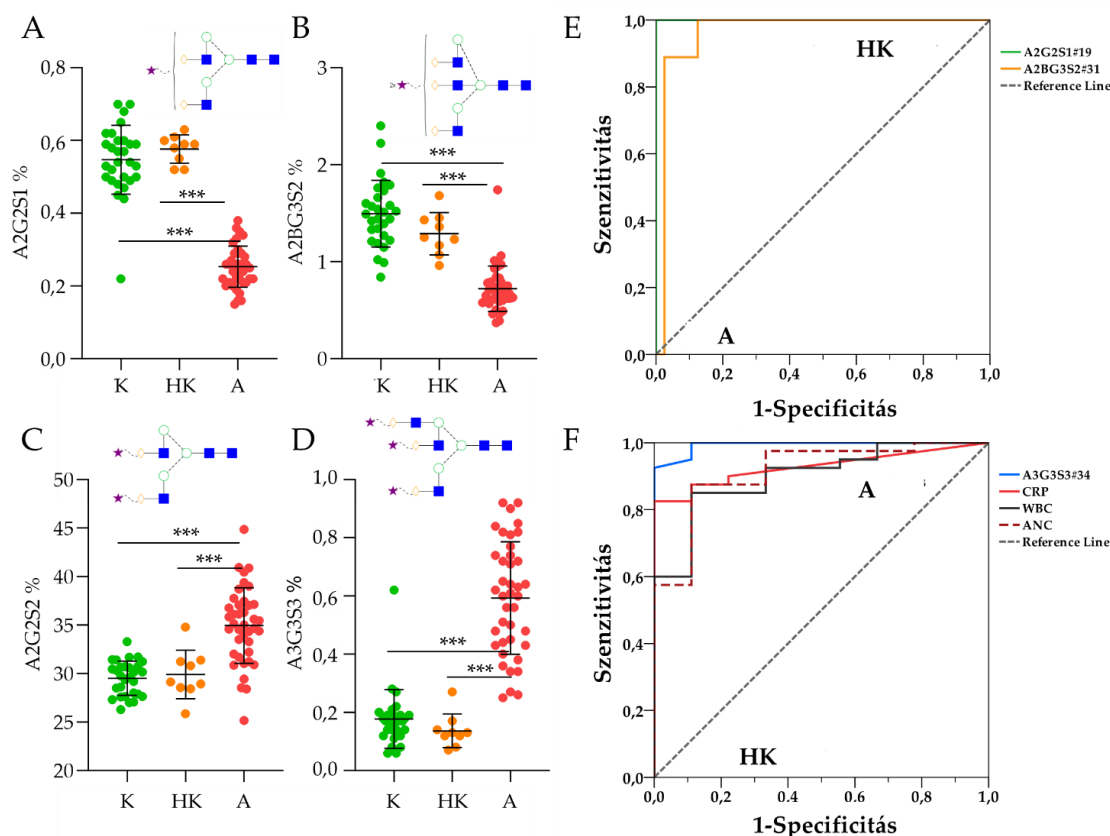 A
A2G2S1 %
0,8
0,6
0,4
0,2
0,0
***
***
K HK A
B
A2BG3S2 %
3
2
1
0
***
***
K HK A
C
A2G2S2 %
50
45
40
35
30
25
20
***
***
K HK A
D
A3G3S3 %
1,0
0,8
0,6
0,4
0,2
0,0
***
***
K HK A
E
Szenzitivitás
1,0
0,8
0,6
0,4
0,2
0,0
HK
A
0,0 0,2 0,4 0,6 0,8 1,0
1-Specificitás
A2G2S1#19
A2BG3S2#31
Reference Line
F
Szenzitivitás
1,0
0,8
0,6
0,4
0,2
0,0
A
HK
0,0 0,2 0,4 0,6 0,8 1,0
1-Specificitás
A3G3S3#34
CRP
WBC
ANC
Reference Line